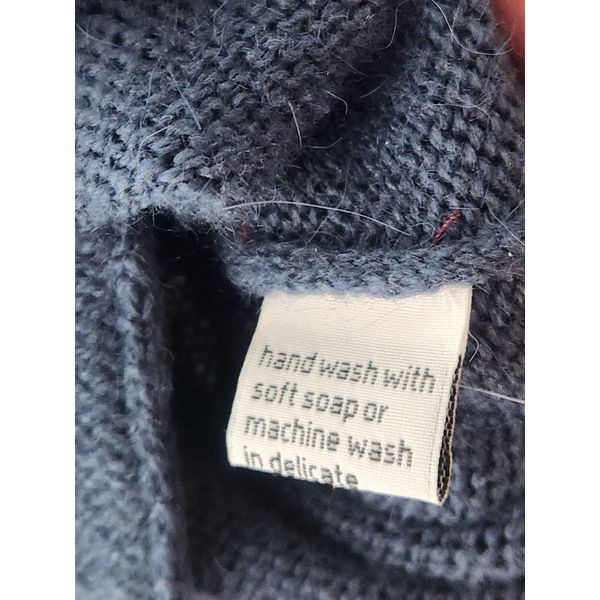 hand wash with
soft soap or
machine wash
in delicate